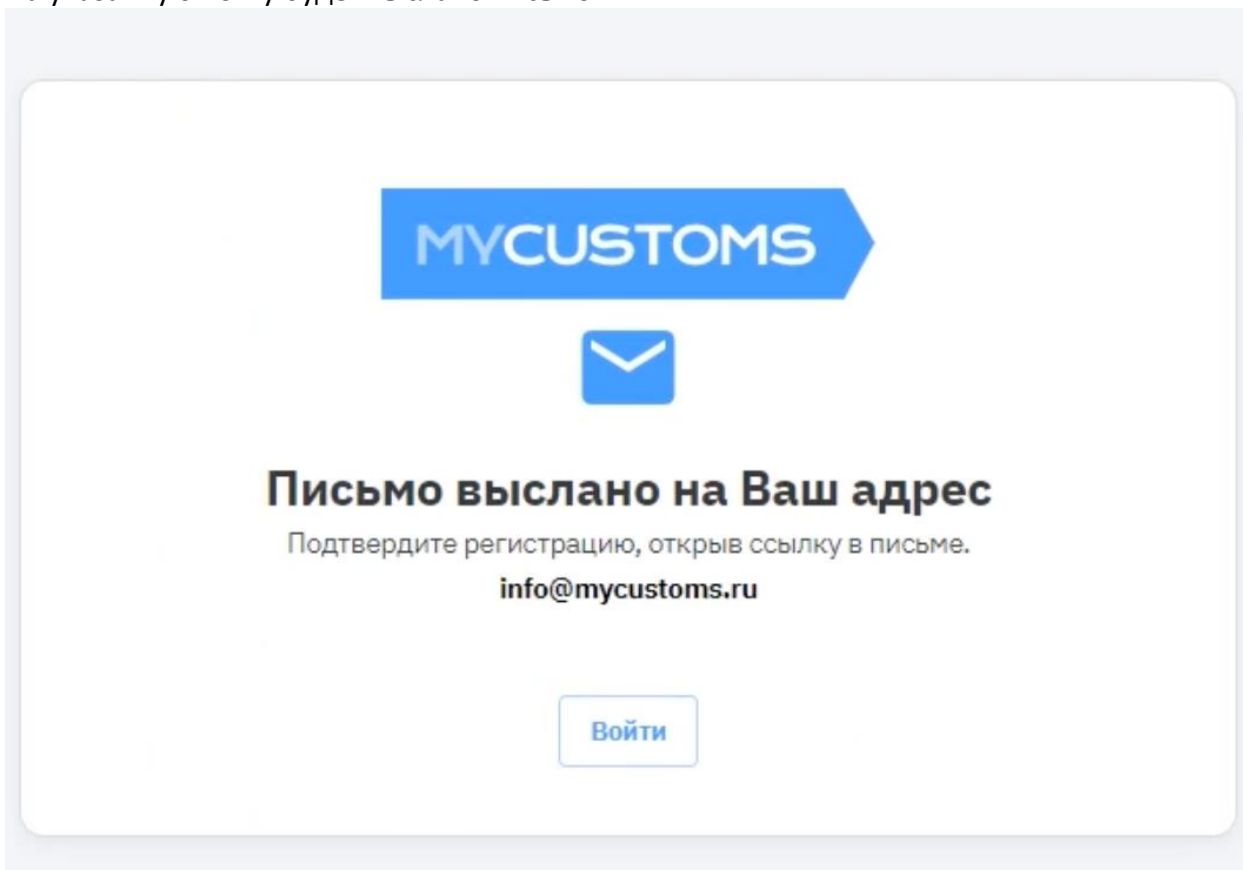 MYCUSTOMS
Письмо выслано на Ваш адрес
Подтвердите регистрацию, открыв ссылку в письме.
info@mycustoms.ru
Войти